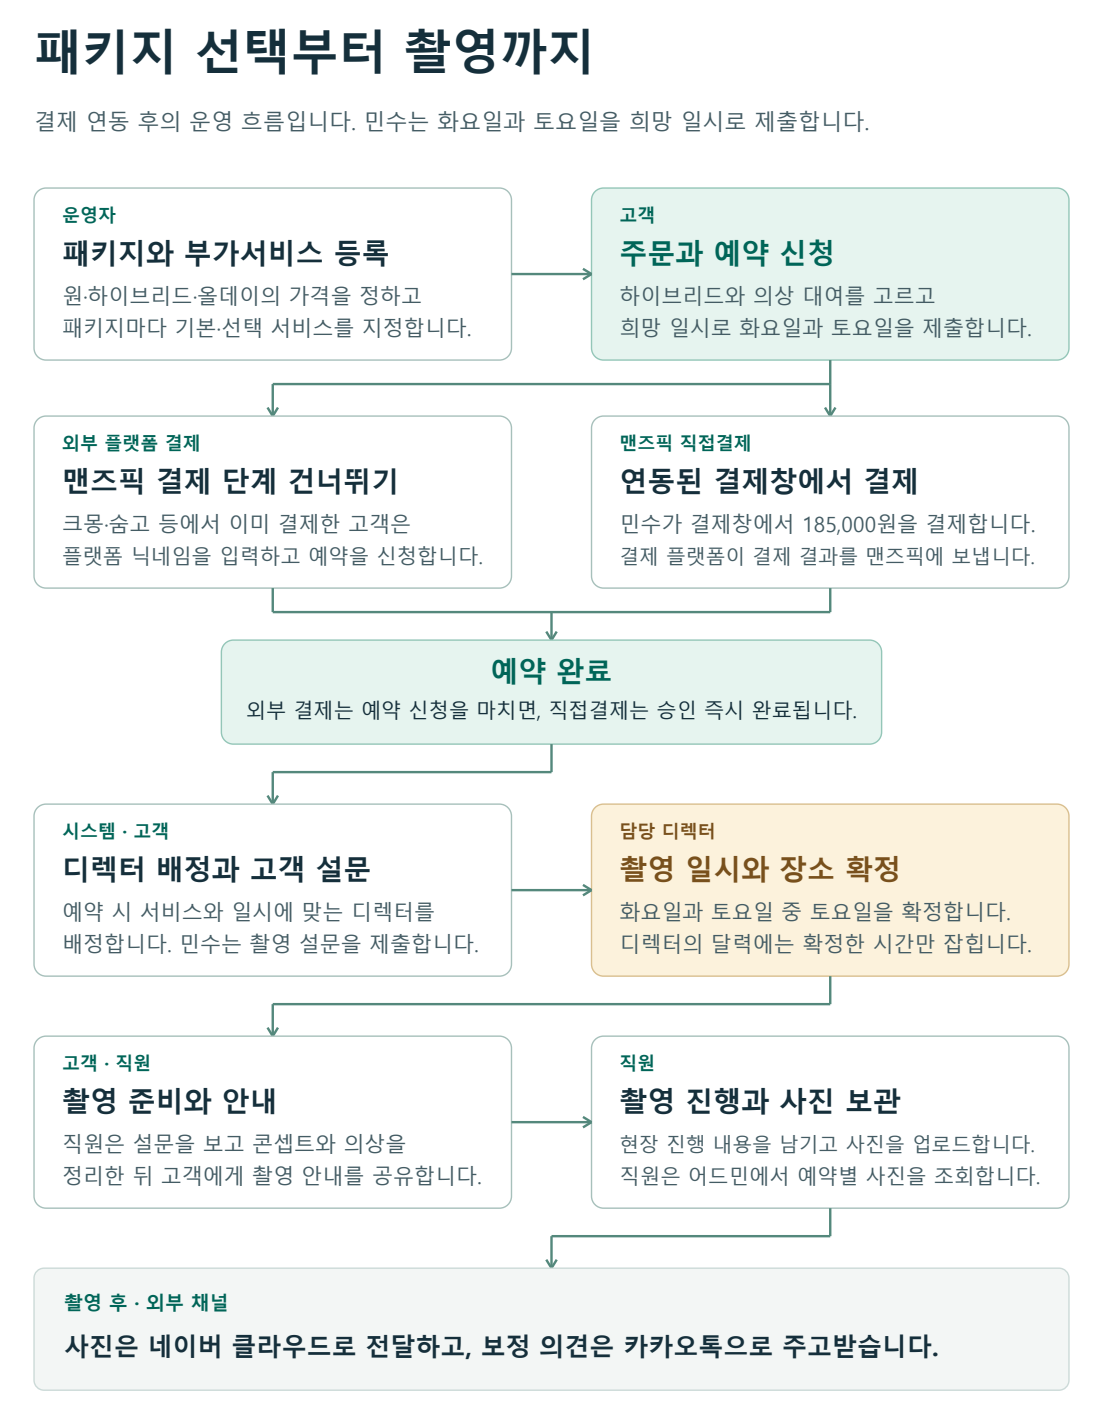 패키지 선택부터 촬영까지
결제 연동 후의 운영 흐름입니다. 민수는 화요일과 토요일을 희망 일시로 제출합니다.
운영자
패키지와 부가서비스 등록
원·하이브리드·올데이의 가격을 정하고
패키지마다 기본·선택 서비스를 지정합니다.
고객
주문과 예약 신청
하이브리드와 의상 대여를 고르고
희망 일시로 화요일과 토요일을 제출합니다.
외부 플랫폼 결제
맨즈픽 결제 단계 건너뛰기
크몽·숨고 등에서 이미 결제한 고객은
플랫폼 닉네임을 입력하고 예약을 신청합니다.
맨즈픽 직접결제
연동된 결제창에서 결제
민수가 결제창에서 185,000원을 결제합니다.
결제 플랫폼이 결제 결과를 맨즈픽에 보냅니다.
예약 완료
외부 결제는 예약 신청을 마치면, 직접결제는 승인 즉시 완료됩니다.
시스템 · 고객
디렉터 배정과 고객 설문
예약 시 서비스와 일시에 맞는 디렉터를
배정합니다. 민수는 촬영 설문을 제출합니다.
담당 디렉터
촬영 일시와 장소 확정
화요일과 토요일 중 토요일을 확정합니다.
디렉터의 달력에는 확정한 시간만 잡힙니다.
고객 · 직원
촬영 준비와 안내
직원은 설문을 보고 콘셉트와 의상을
정리한 뒤 고객에게 촬영 안내를 공유합니다.
직원
촬영 진행과 사진 보관
현장 진행 내용을 남기고 사진을 업로드합니다.
직원은 어드민에서 예약별 사진을 조회합니다.
촬영 후 · 외부 채널
사진은 네이버 클라우드로 전달하고, 보정 의견은 카카오톡으로 주고받습니다.